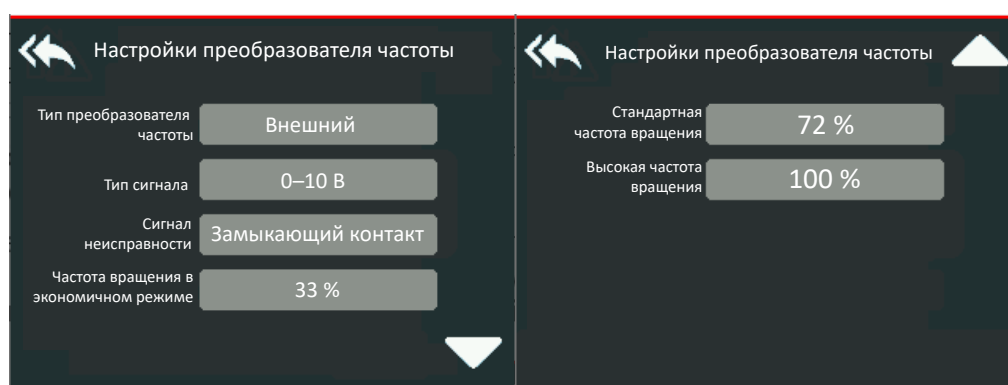 Настройки преобразователя частоты
Тип преобразователя
частоты
Внешний
Тип сигнала
0–10 В
Сигнал
неисправности
Замыкающий контакт
Частота вращения в
экономичном режиме
33 %
Настройки преобразователя частоты
Стандартная
частота вращения
72 %
Высокая частота
вращения
100 %